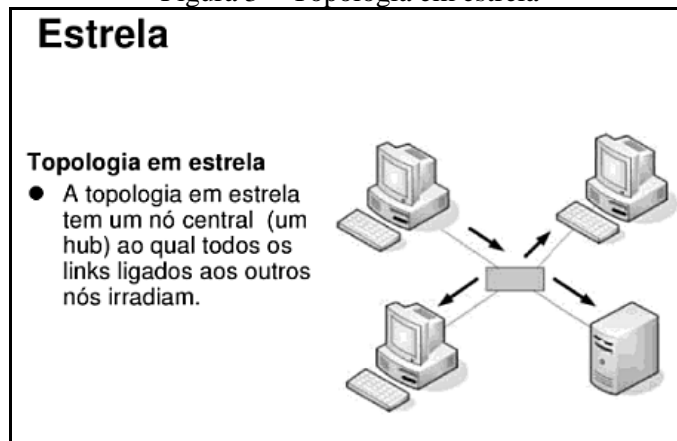 Topologia em estrela
Estrela
Topologia em estrela
● A topologia em estrela
tem um nó central (um
hub) ao qual todos os
links ligados aos outros
nós irradiam.